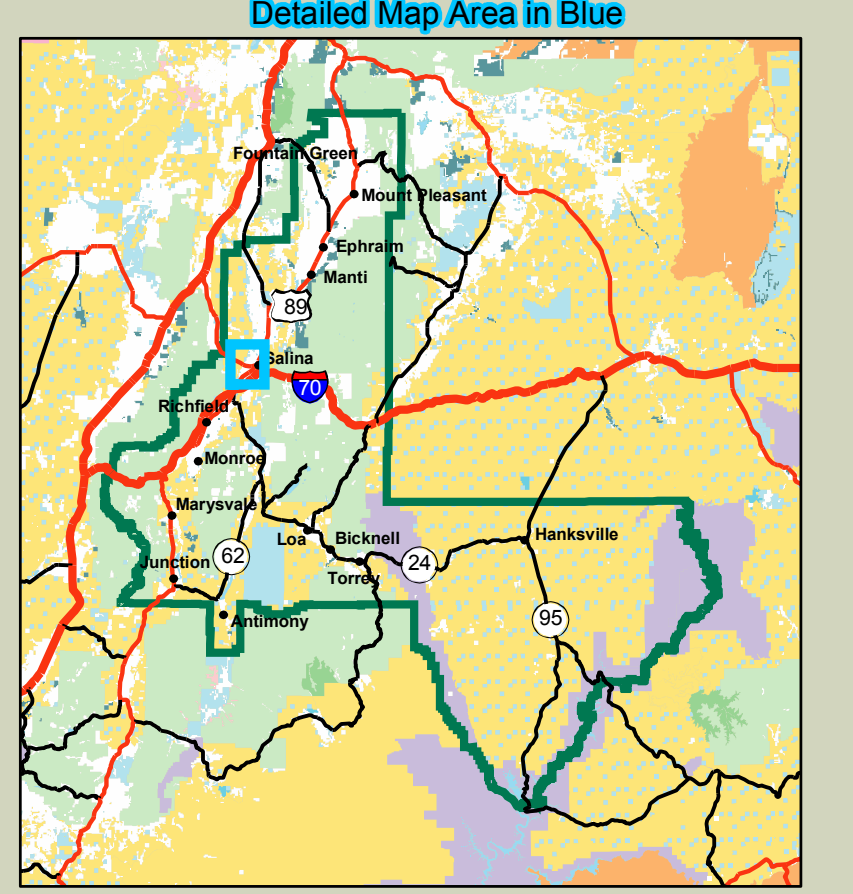 Detailed Map Area in Blue
Fountain Green
Mount Pleasant
Ephraim
Manti
89
Salina
70
Richfield
Monroe
Marysvale
Loa
Bicknell
Hanksville
62
24
Junction
Torrey
Antimony
95